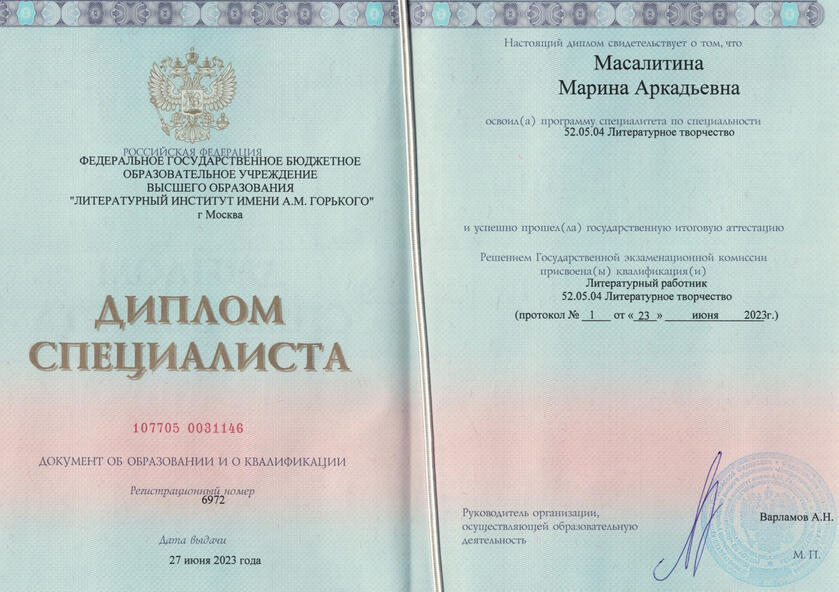 РОССИЙСКАЯ ФЕДЕРАЦИЯ
ФЕДЕРАЛЬНОЕ ГОСУДАРСТВЕННОЕ БЮДЖЕТНОЕ
ОБРАЗОВАТЕЛЬНОЕ УЧРЕЖДЕНИЕ
ВЫСШЕГО ОБРАЗОВАНИЯ
"ЛИТЕРАТУРНЫЙ ИНСТИТУТ ИМЕНИ А.М. ГОРЬКОГО"
г Москва
ДИПЛОМ
СПЕЦИАЛИСТА
107705 0031146
ДОКУМЕНТ ОБ ОБРАЗОВАНИИ И О КВАЛИФИКАЦИИ
Регистрационный номер
6972
Дата выдачи
27 июня 2023 года
Настоящий диплом свидетельствует о том, что
Масалитина
Марина Аркадьевна
освоил(а) программу специалитета по специальности
52.05.04 Литературное творчество
и успешно прошел(ла) государственную итоговую аттестацию
Решением Государственной экзаменационной комиссии
присвоена(ы) квалификация(и)
Литературный работник
52.05.04 Литературное творчество
(протокол № 1 от « 23 » июня 2023г.)
Руководитель организации,
осуществляющей образовательную
деятельность
Варламов А.Н.
М. П.